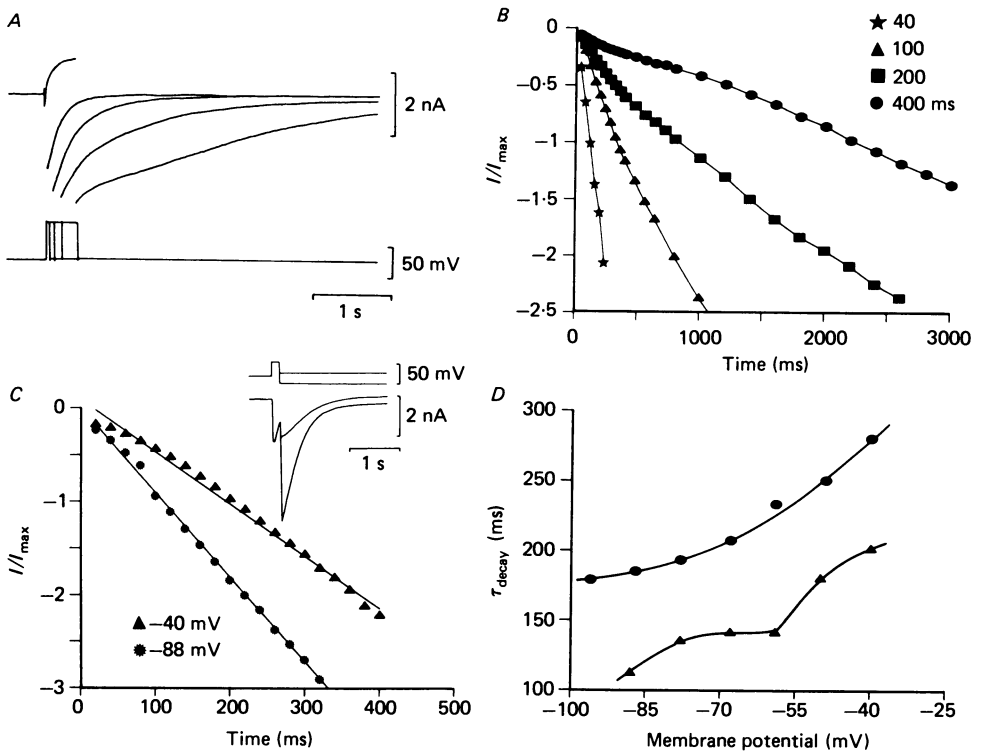 A
2 nA
50 mV
1 s
B
0
−0·5
−1
−1·5
−2
−2.5
I/Imax
0
1000
2000
3000
Time (ms)
40
100
200
400 ms
C
0
−1
−2
−3
I/Imax
0
100
200
300
400
500
Time (ms)
−40 mV
−88 mV
50 mV
2 nA
1 s
D
300
250
200
150
100
τdecay (ms)
−100
−85
−70
−55
−40
−25
Membrane potential (mV)